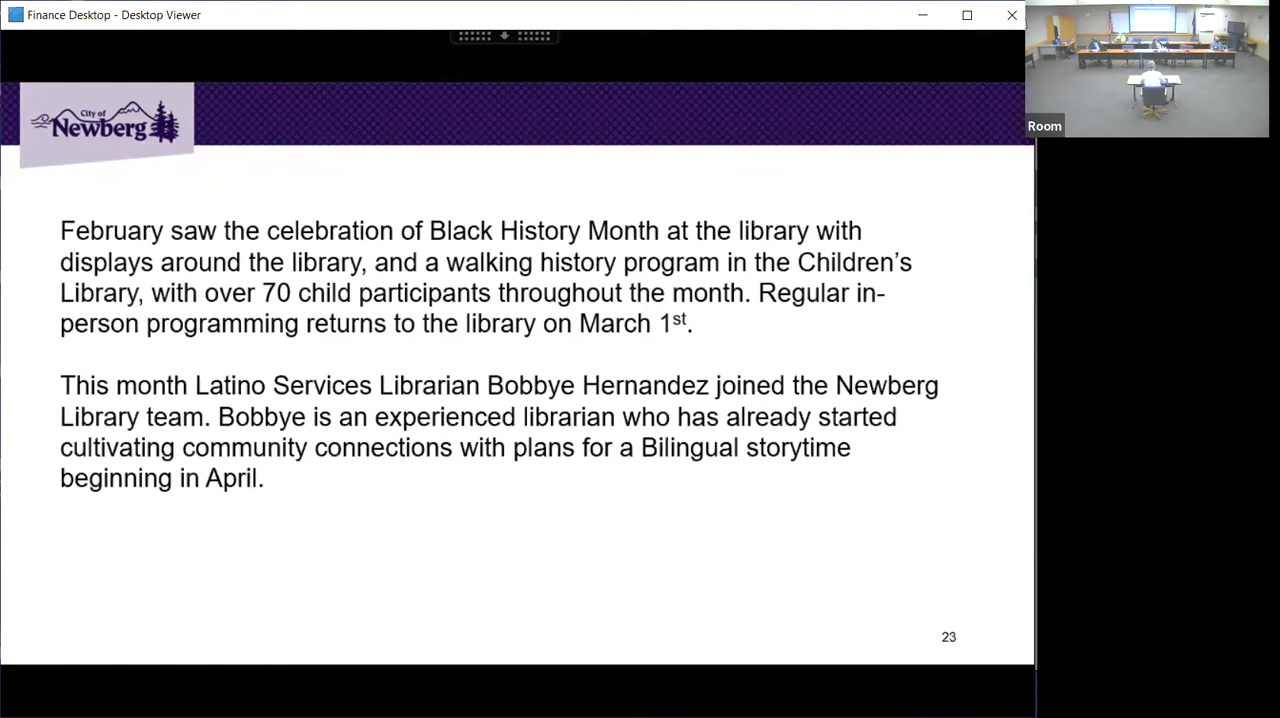 Finance Desktop - Desktop Viewer
City of
Newberg
Room
February saw the celebration of Black History Month at the library with
displays around the library, and a walking history program in the Children’s
Library, with over 70 child participants throughout the month. Regular in-
person programming returns to the library on March 1st.
This month Latino Services Librarian Bobbye Hernandez joined the Newberg
Library team. Bobbye is an experienced librarian who has already started
cultivating community connections with plans for a Bilingual storytime
beginning in April.
23